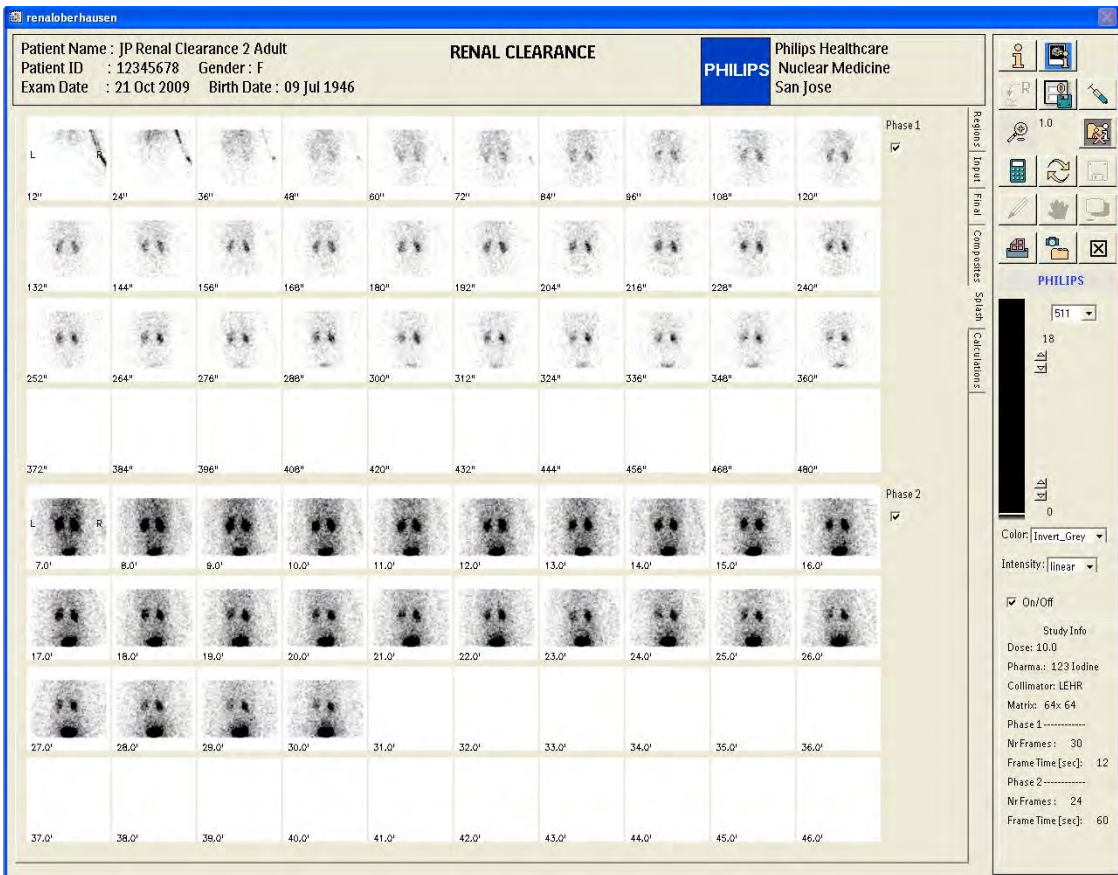 renaloberhausen
Patient Name : JP Renal Clearance 2 Adult
Patient ID : 12345678 Gender : F
Exam Date : 21 Oct 2009 Birth Date : 09 Jul 1946
RENAL CLEARANCE
PHILIPS
Philips Healthcare
Nuclear Medicine
San Jose
Phase 1
L R
12" 24" 36" 48" 60" 72" 84" 96" 108" 120"
132" 144" 156" 168" 180" 192" 204" 216" 228" 240"
252" 264" 276" 288" 300" 312" 324" 336" 348" 360"
372" 384" 396" 408" 420" 432" 444" 456" 468" 480"
Phase 2
L R
7.0' 8.0' 9.0' 10.0' 11.0' 12.0' 13.0' 14.0' 15.0' 16.0'
17.0' 18.0' 19.0' 20.0' 21.0' 22.0' 23.0' 24.0' 25.0' 26.0'
27.0' 28.0' 29.0' 30.0' 31.0' 32.0' 33.0' 34.0' 35.0' 36.0'
37.0' 38.0' 39.0' 40.0' 41.0' 42.0' 43.0' 44.0' 45.0' 46.0'
Regions
Input
Final
Composites
Splash
Calculations
R
1.0
PHILIPS
511
18
0
Color: Invert_Grey
Intensity: linear
On/Off
Study Info
Dose: 10.0
Pharma.: 123 Iodine
Collimator: LEHR
Matrix: 64x 64
Phase 1------------
Nr Frames : 30
Frame Time [sec]: 12
Phase 2------------
Nr Frames : 24
Frame Time [sec]: 60